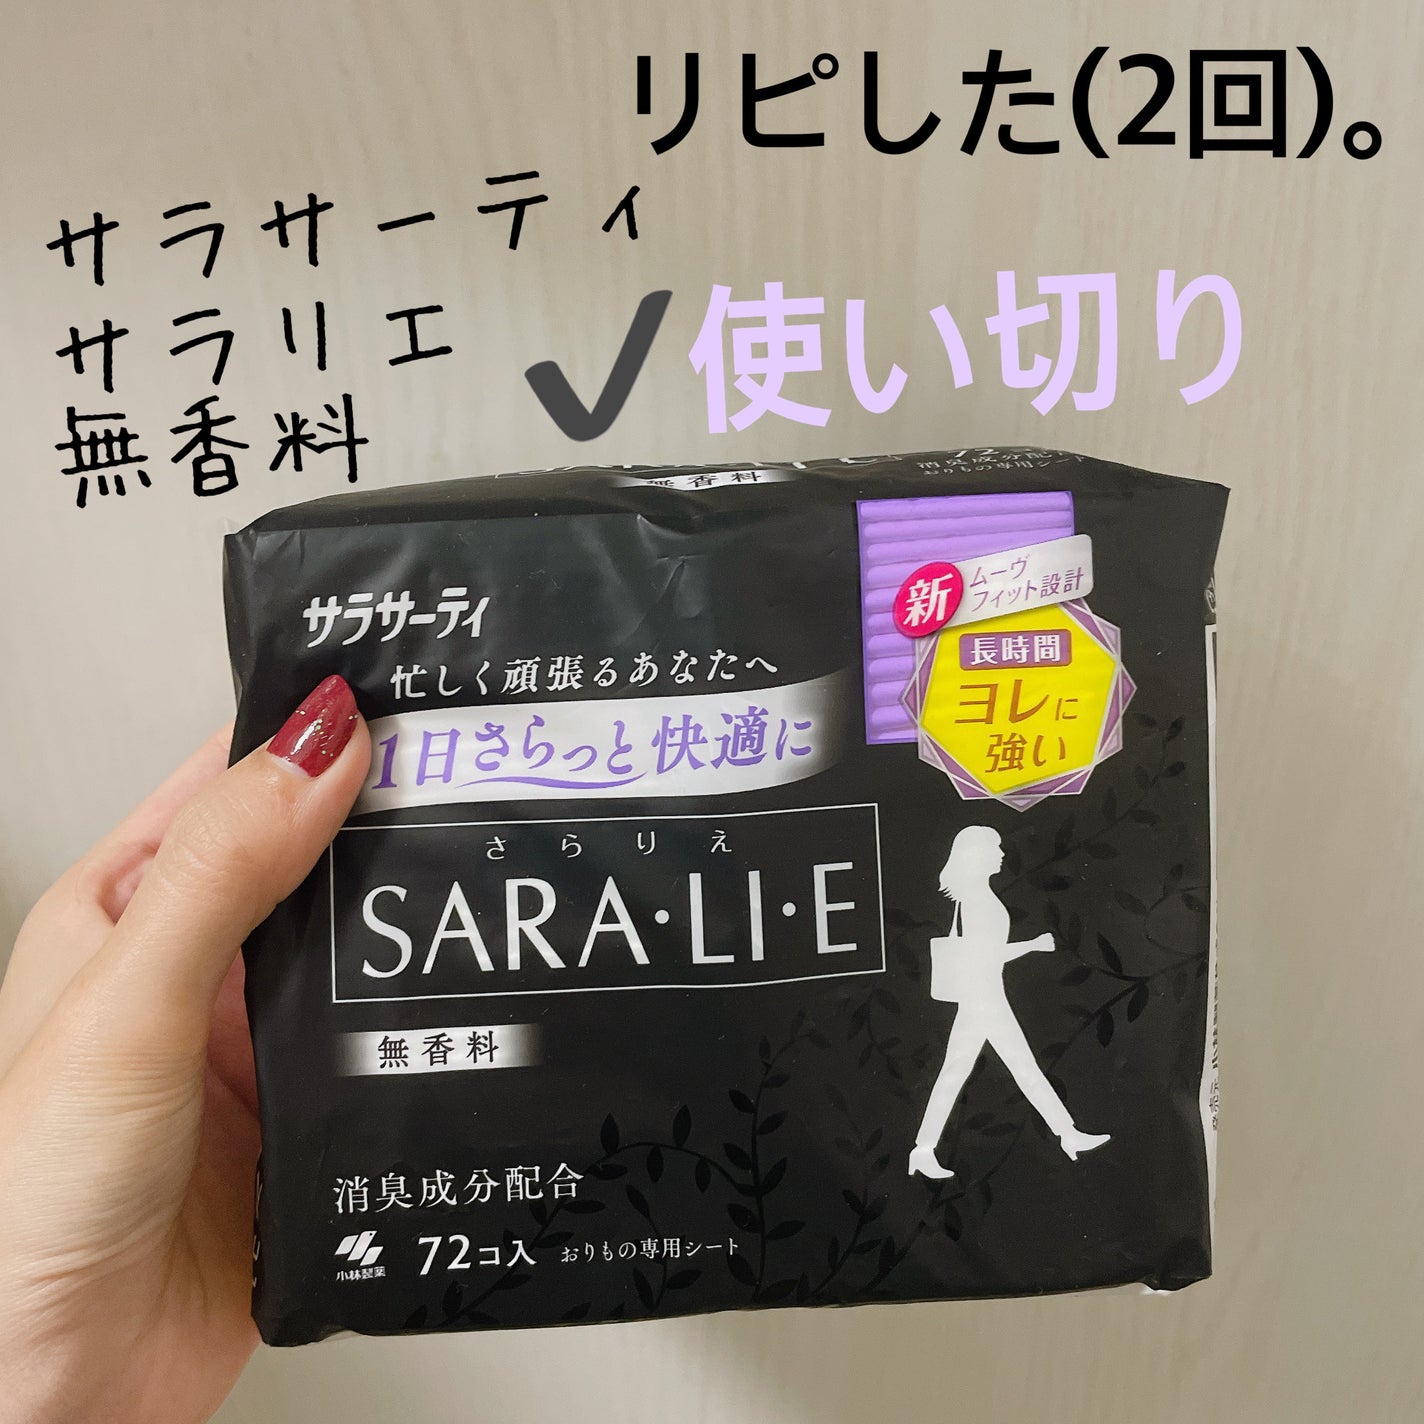 リピした(2回)。
サラサーティ
サラリエ
無香料
✔使い切り
無香料
サラサーティ
忙しく頑張るあなたへ
1日さらっと快適に
新
ムーヴ
フィット設計
長時間
ヨレに
強い
さらりえ
SARA・LI・E
無香料
消臭成分配合
小林製薬
72コ入
おりもの専用シート